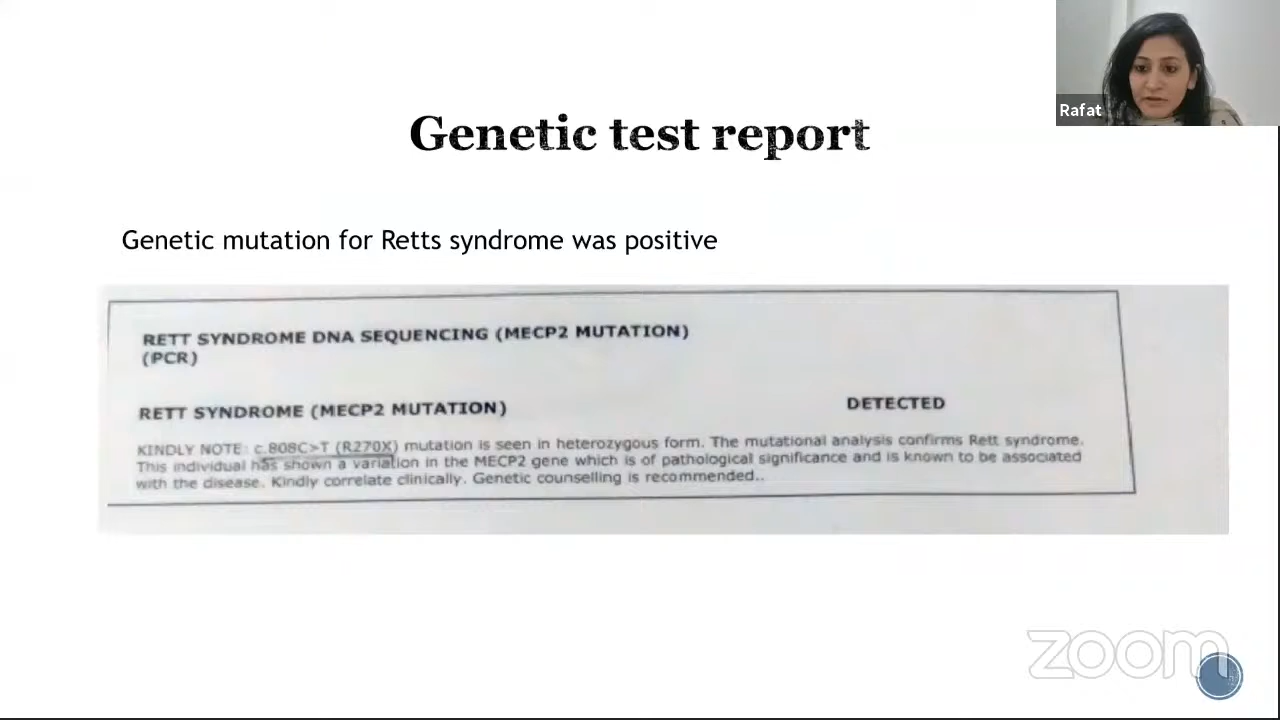 Rafat
Genetic test report
Genetic mutation for Retts syndrome was positive
RETT SYNDROME DNA SEQUENCING (MECP2 MUTATION)
(PCR)
RETT SYNDROME (MECP2 MUTATION) DETECTED
KINDLY NOTE: c.808C>T (R270X) mutation is seen in heterozygous form. The mutational analysis confirms Rett syndrome.
This individual has shown a variation in the MECP2 gene which is of pathological significance and is known to be associated
with the disease. Kindly correlate clinically. Genetic counselling is recommended..
zoom